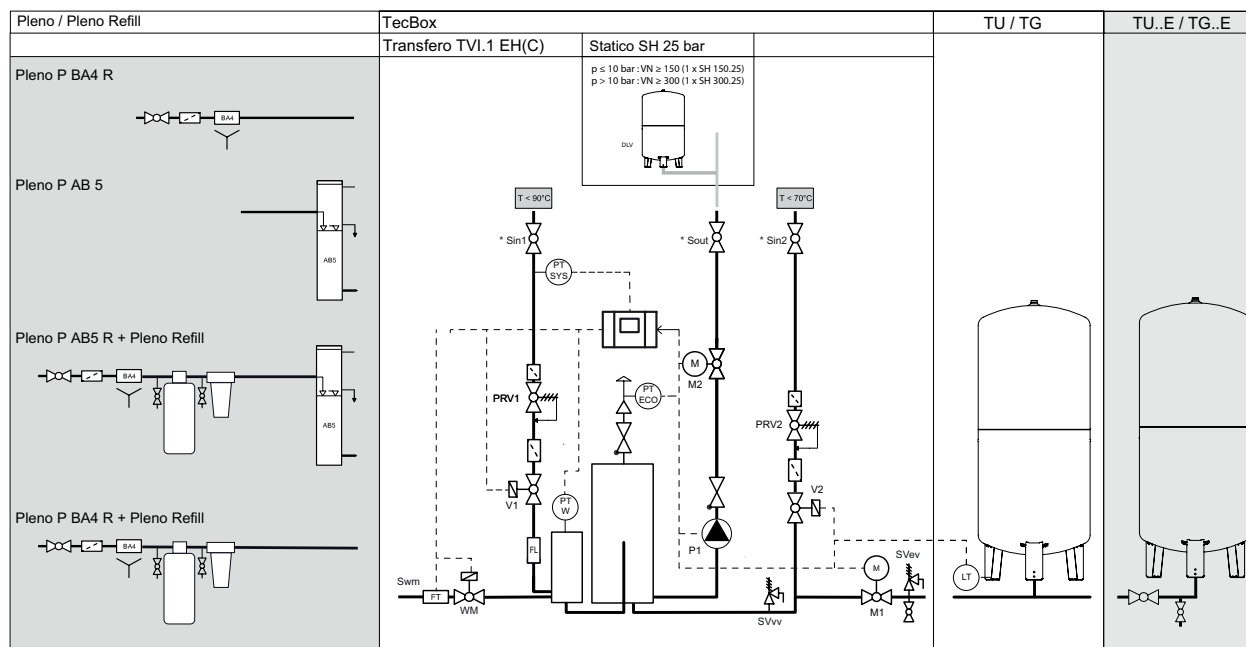 Pleno / Pleno Refill
TecBox
TU / TG
TU..E / TG..E
Transfero TVI.1 EH(C)
Statico SH 25 bar
p ≤ 10 bar : VN ≥ 150 (1 x SH 150.25)
p > 10 bar : VN ≥ 300 (1 x SH 300.25)
DLV
Pleno P BA4 R
BA4
Pleno P AB 5
AB5
Pleno P AB5 R + Pleno Refill
BA4
AB5
Pleno P BA4 R + Pleno Refill
BA4
T < 90°C
T < 70°C
* Sin1
* Sout
* Sin2
PT
SYS
M
M2
PT
ECO
PRV1
PRV2
V1
V2
PT
W
P1
FL
Swm
FT
WM
SVvv
M
M1
SVev
LT